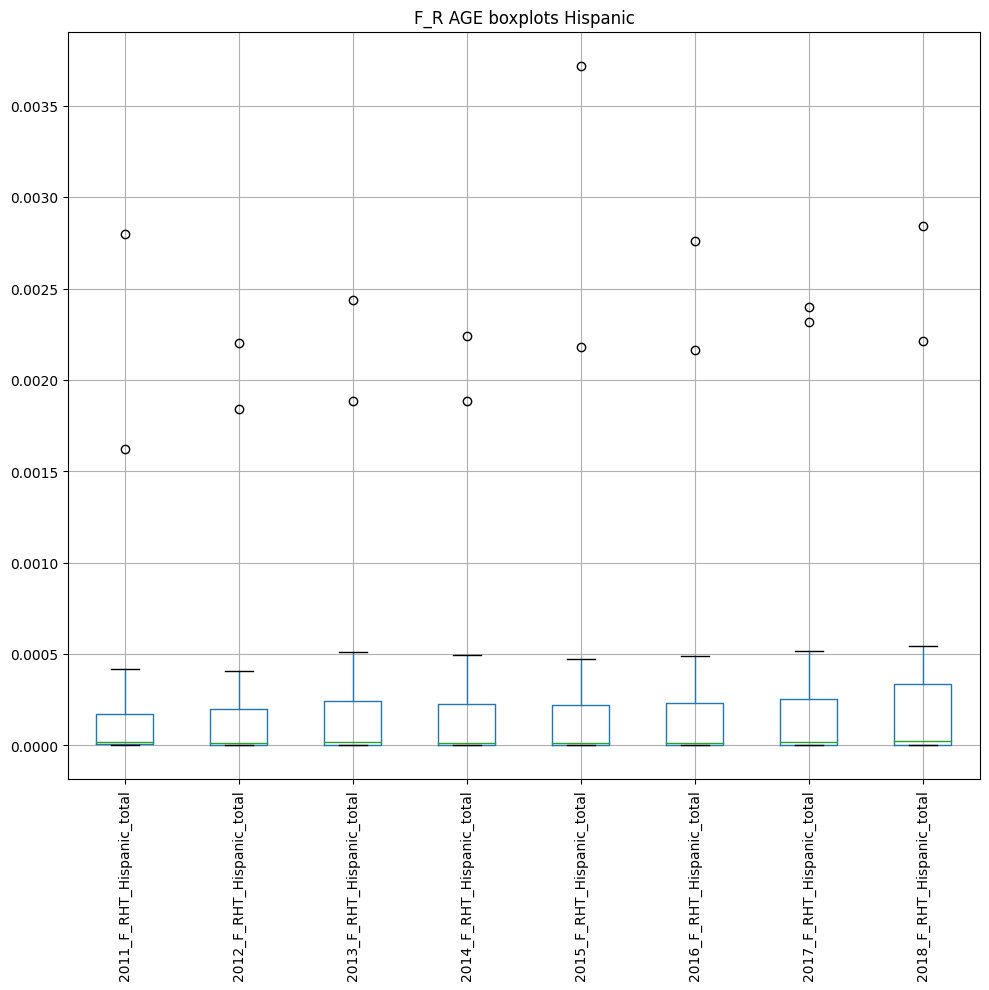 F_R AGE boxplots Hispanic
0.0035
0.0030
0.0025
0.0020
0.0015
0.0010
0.0005
0.0000
2011_F_RHT_Hispanic_total
2012_F_RHT_Hispanic_total
2013_F_RHT_Hispanic_total
2014_F_RHT_Hispanic_total
2015_F_RHT_Hispanic_total
2016_F_RHT_Hispanic_total
2017_F_RHT_Hispanic_total
2018_F_RHT_Hispanic_total